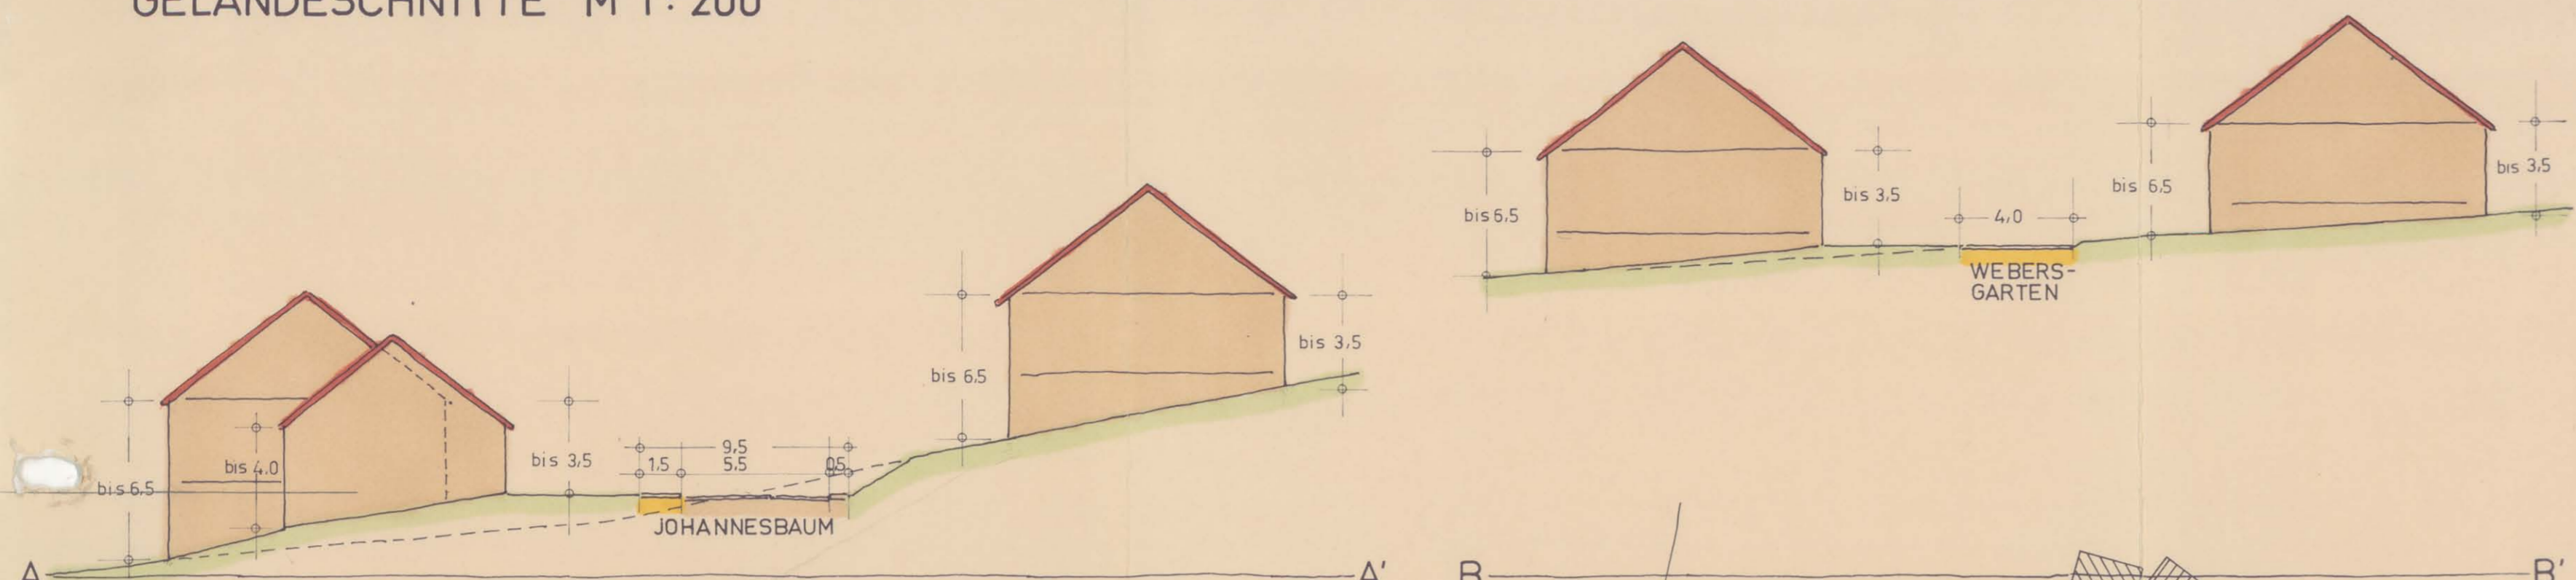 GELÄNDESCHNITTE M 1:200
bis 6,5
bis 4,0
bis 3,5
9,5
1,5
5,5
0,5
JOHANNESBAUM
bis 6,5
bis 3,5
A
A'
bis 6,5
bis 3,5
4,0
WEBERS-
GARTEN
bis 6,5
bis 3,5
B
B'